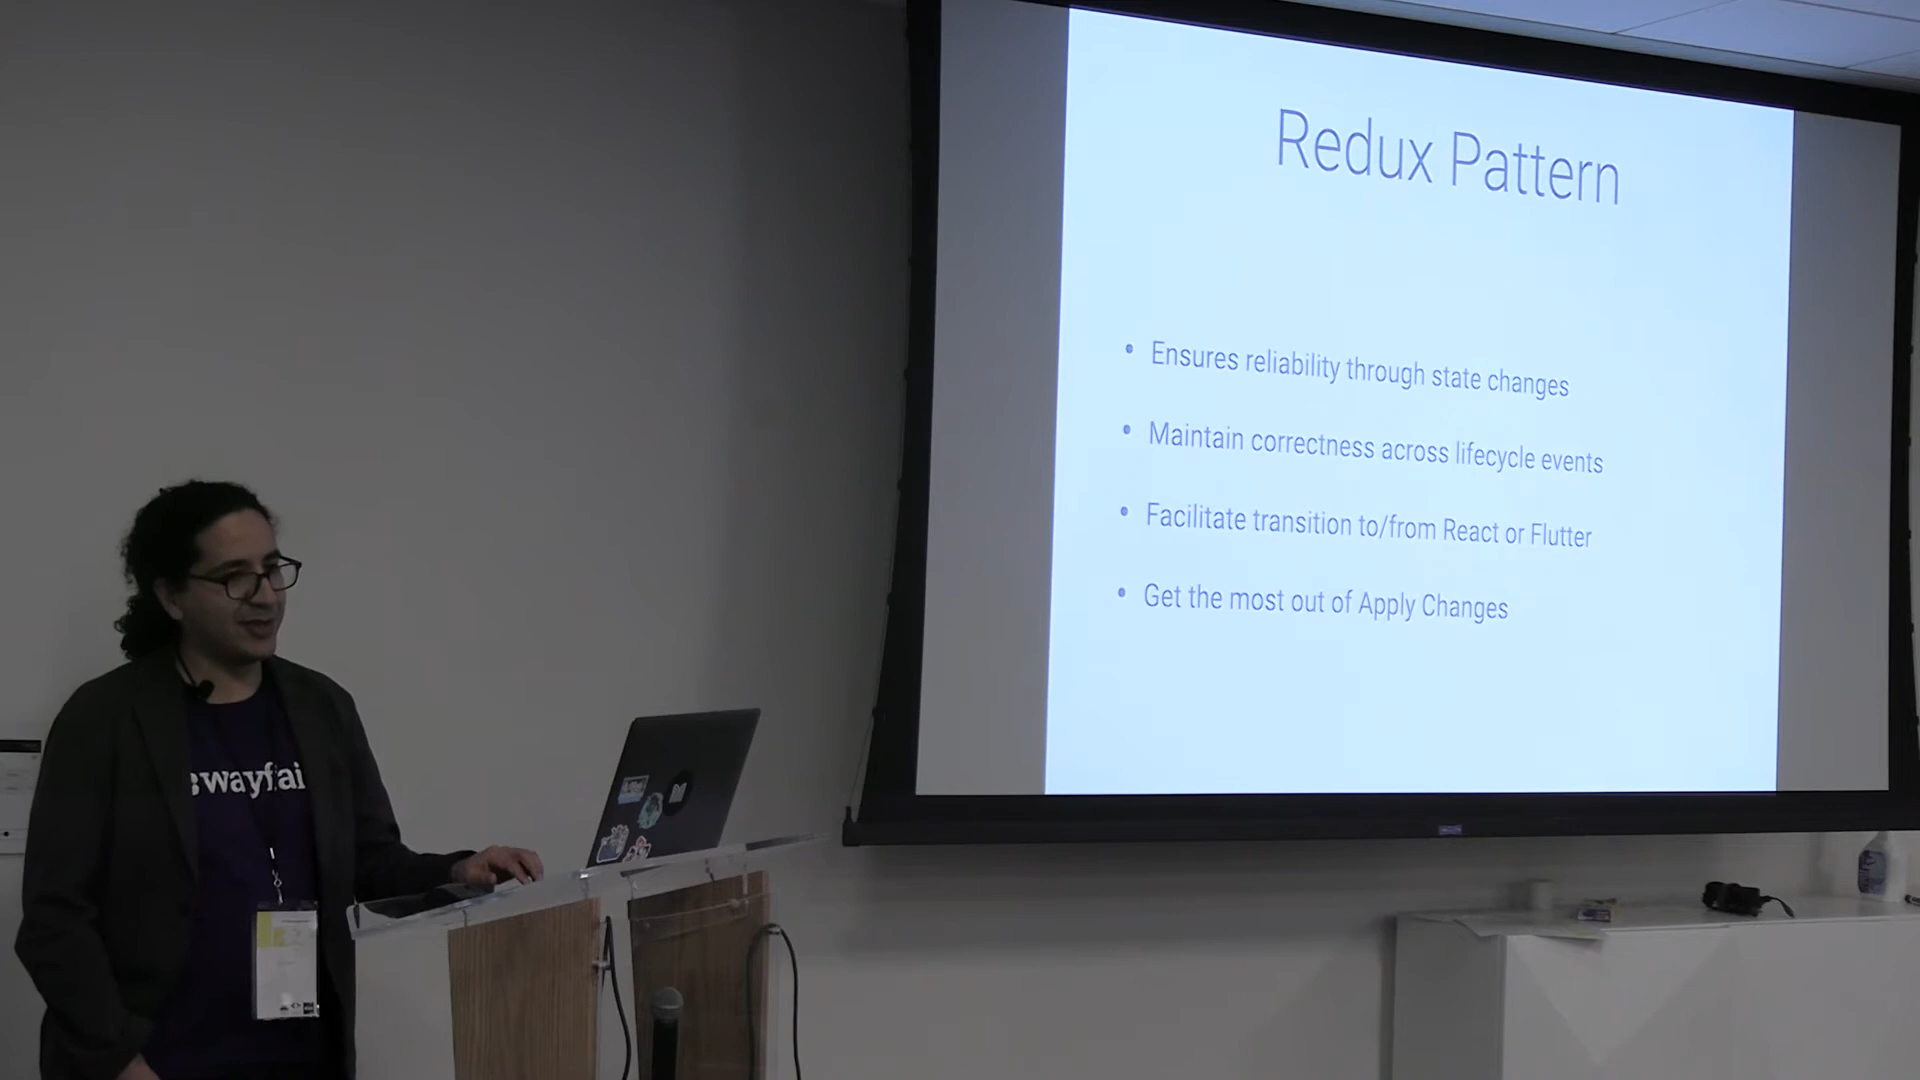 Redux Pattern
• Ensures reliability through state changes
• Maintain correctness across lifecycle events
• Facilitate transition to/from React or Flutter
• Get the most out of Apply Changes
wayfai